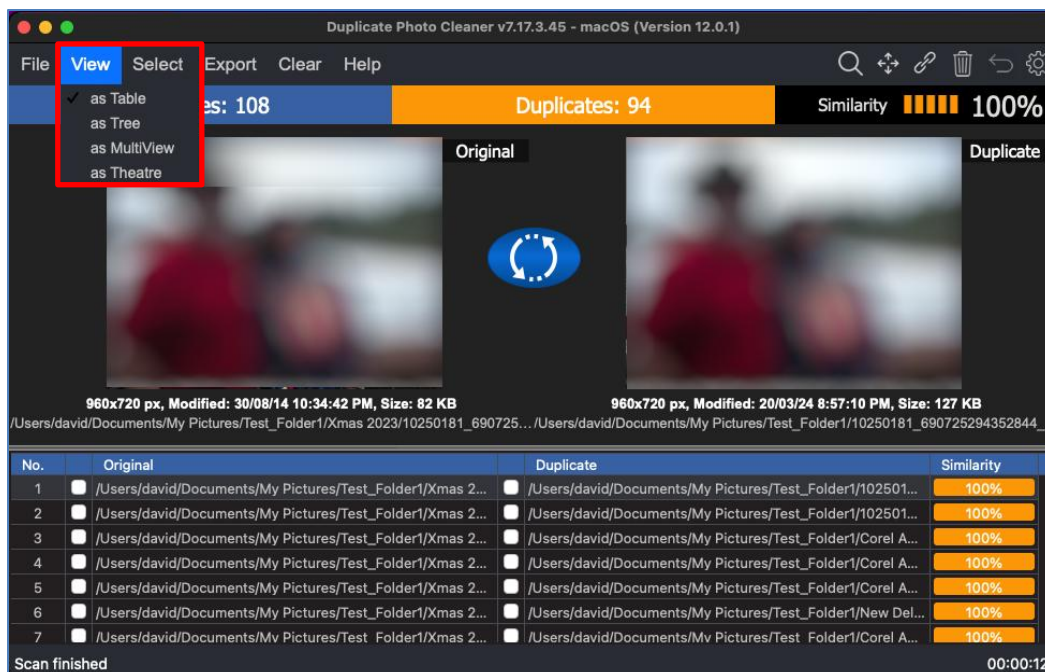 Duplicate Photo Cleaner v7.17.3.45 - macOS (Version 12.0.1)
File View Select Export Clear Help
as Table
as Tree
as MultiView
as Theatre
108
Duplicates: 94
Similarity 100%
Original
Duplicate
960x720 px, Modified: 30/08/14 10:34:42 PM, Size: 82 KB
/Users/david/Documents/My Pictures/Test_Folder1/Xmas 2023/10250181_690725...
960x720 px, Modified: 20/03/24 8:57:10 PM, Size: 127 KB
/Users/david/Documents/My Pictures/Test_Folder1/10250181_690725294352844_
No. Original Duplicate Similarity
1 /Users/david/Documents/My Pictures/Test_Folder1/Xmas 2... /Users/david/Documents/My Pictures/Test_Folder1/102501... 100%
2 /Users/david/Documents/My Pictures/Test_Folder1/Xmas 2... /Users/david/Documents/My Pictures/Test_Folder1/102501... 100%
3 /Users/david/Documents/My Pictures/Test_Folder1/Xmas 2... /Users/david/Documents/My Pictures/Test_Folder1/Corel A... 100%
4 /Users/david/Documents/My Pictures/Test_Folder1/Xmas 2... /Users/david/Documents/My Pictures/Test_Folder1/Corel A... 100%
5 /Users/david/Documents/My Pictures/Test_Folder1/Xmas 2... /Users/david/Documents/My Pictures/Test_Folder1/Corel A... 100%
6 /Users/david/Documents/My Pictures/Test_Folder1/Xmas 2... /Users/david/Documents/My Pictures/Test_Folder1/New Del... 100%
7 /Users/david/Documents/My Pictures/Test_Folder1/Xmas 2... /Users/david/Documents/My Pictures/Test_Folder1/Corel A... 100%
Scan finished 00:00:12